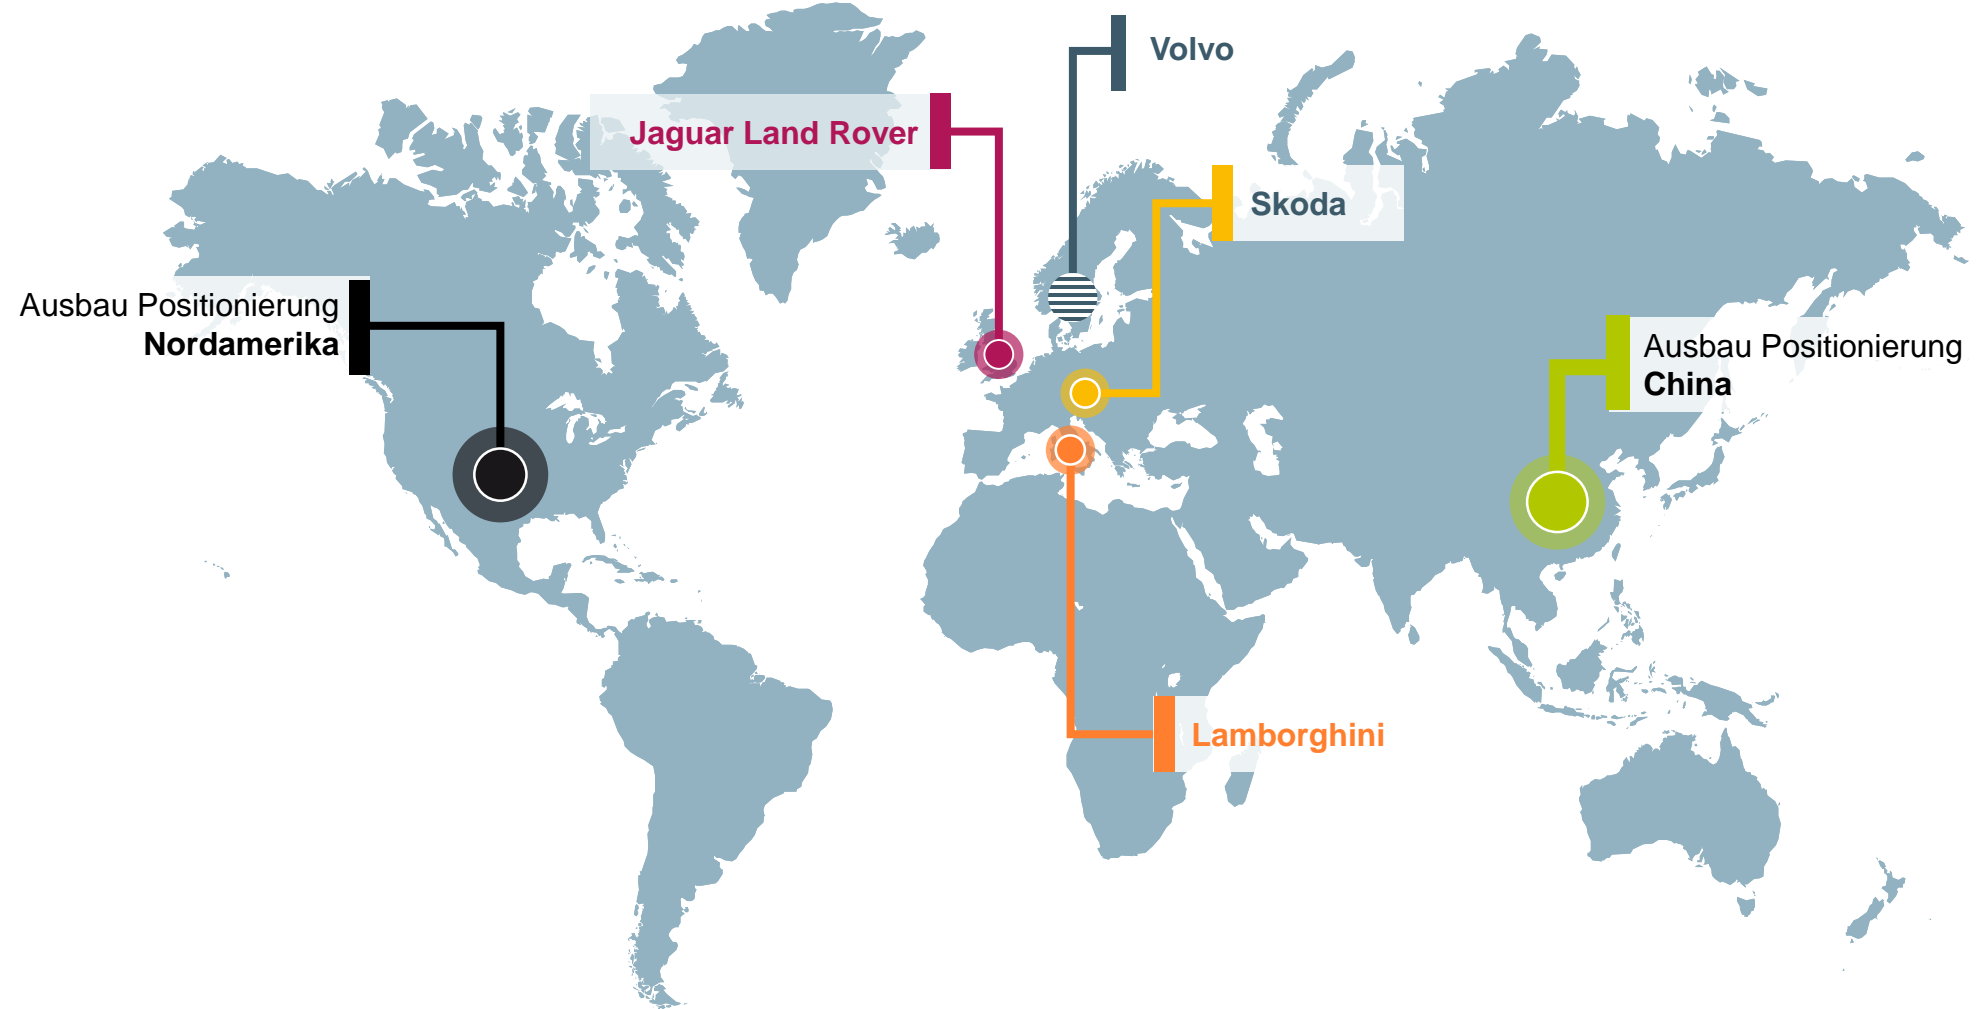 Volvo
Jaguar Land Rover
Skoda
Ausbau Positionierung
Nordamerika
Ausbau Positionierung
China
Lamborghini